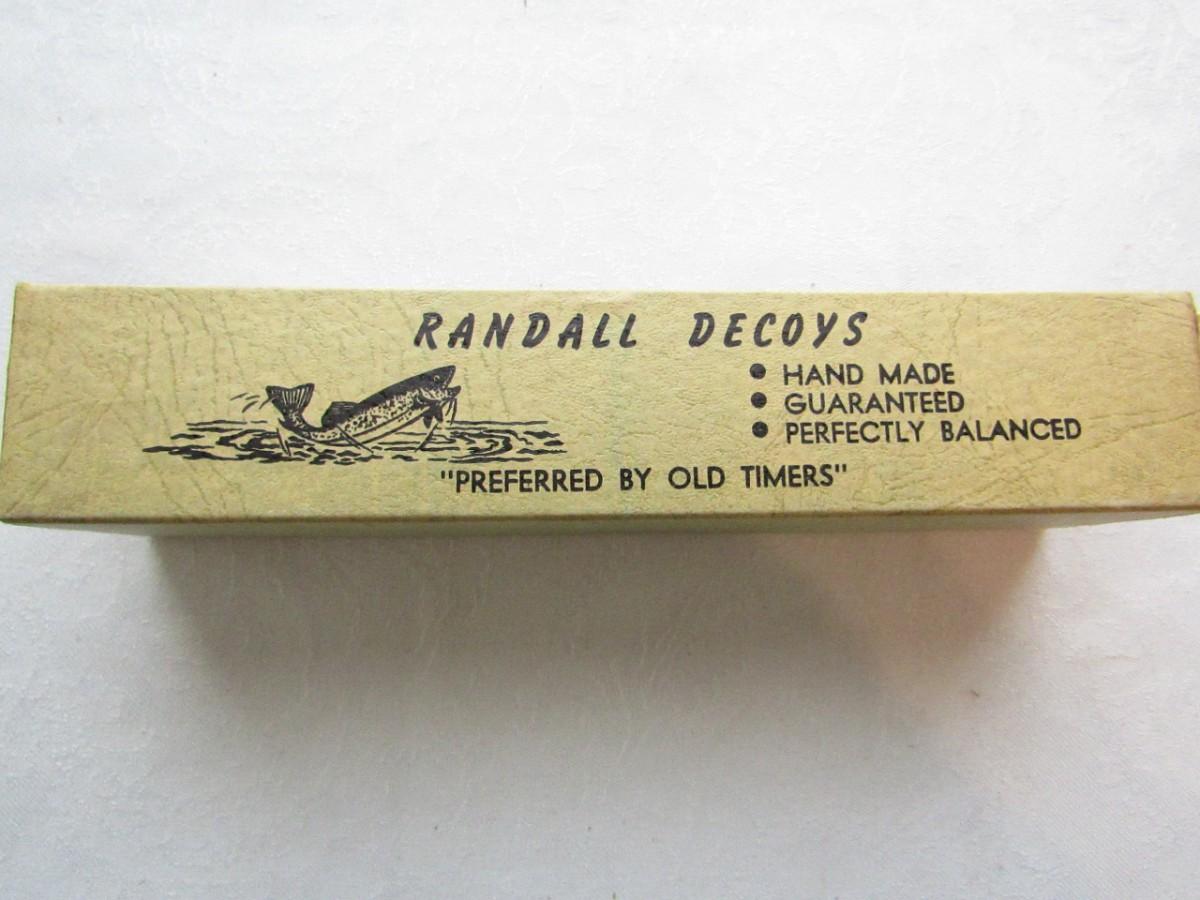 RANDALL DECOYS
• HAND MADE
• GUARANTEED
• PERFECTLY BALANCED
"PREFERRED BY OLD TIMERS"